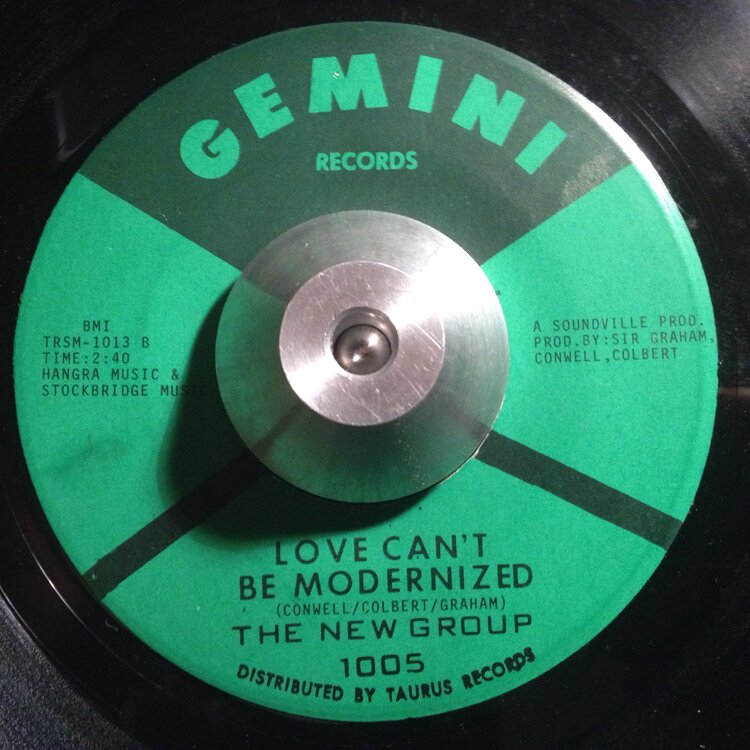 GEMINI
RECORDS
BMI
TRSM-1013 B
TIME:2:40
HANGRA MUSIC &
STOCKBRIDGE MUSIC
A SOUNDVILLE PROD.
PROD.BY:SIR GRAHAM,
CONWELL,COLBERT
LOVE CAN'T
BE MODERNIZED
(CONWELL/COLBERT/GRAHAM)
THE NEW GROUP
1005
DISTRIBUTED BY TAURUS RECORDS